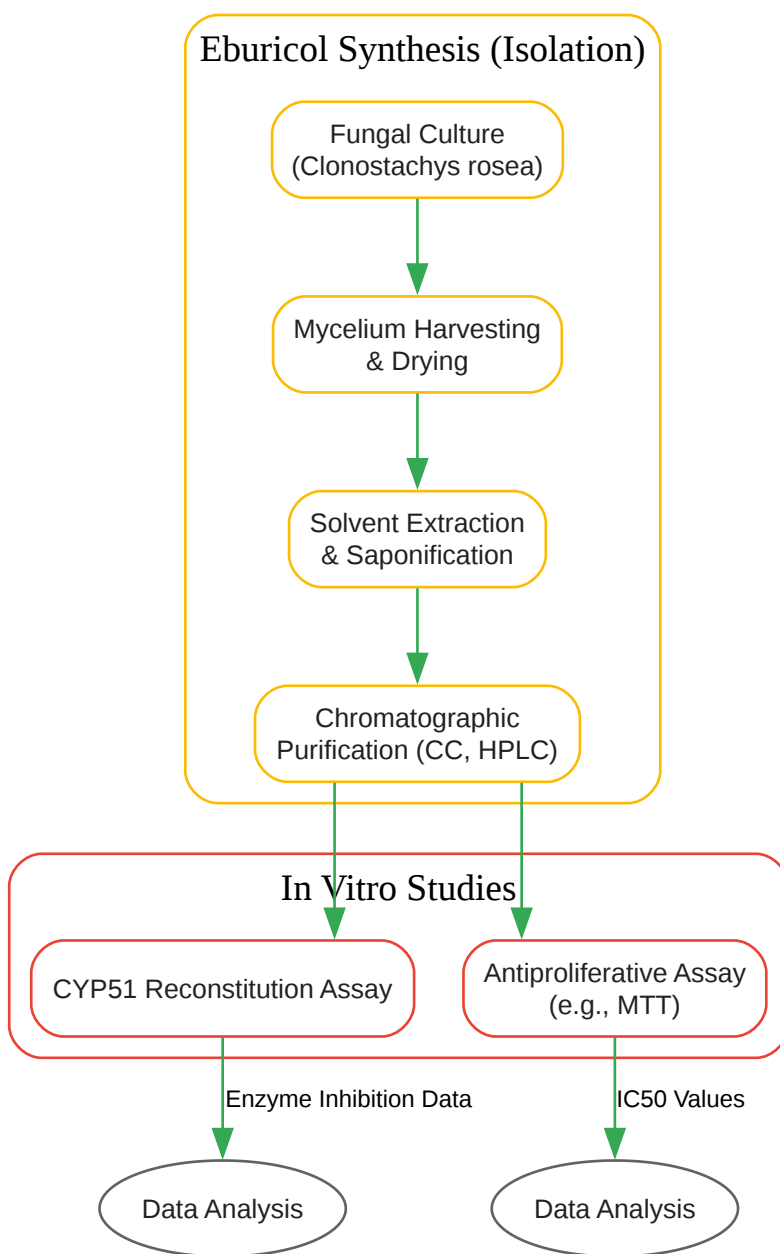 Eburicol Synthesis (Isolation)
Fungal Culture
(Clonostachys rosea)
Mycelium Harvesting
& Drying
Solvent Extraction
& Saponification
Chromatographic
Purification (CC, HPLC)
In Vitro Studies
CYP51 Reconstitution Assay
Antiproliferative Assay
(e.g., MTT)
Enzyme Inhibition Data
IC50 Values
Data Analysis
Data Analysis